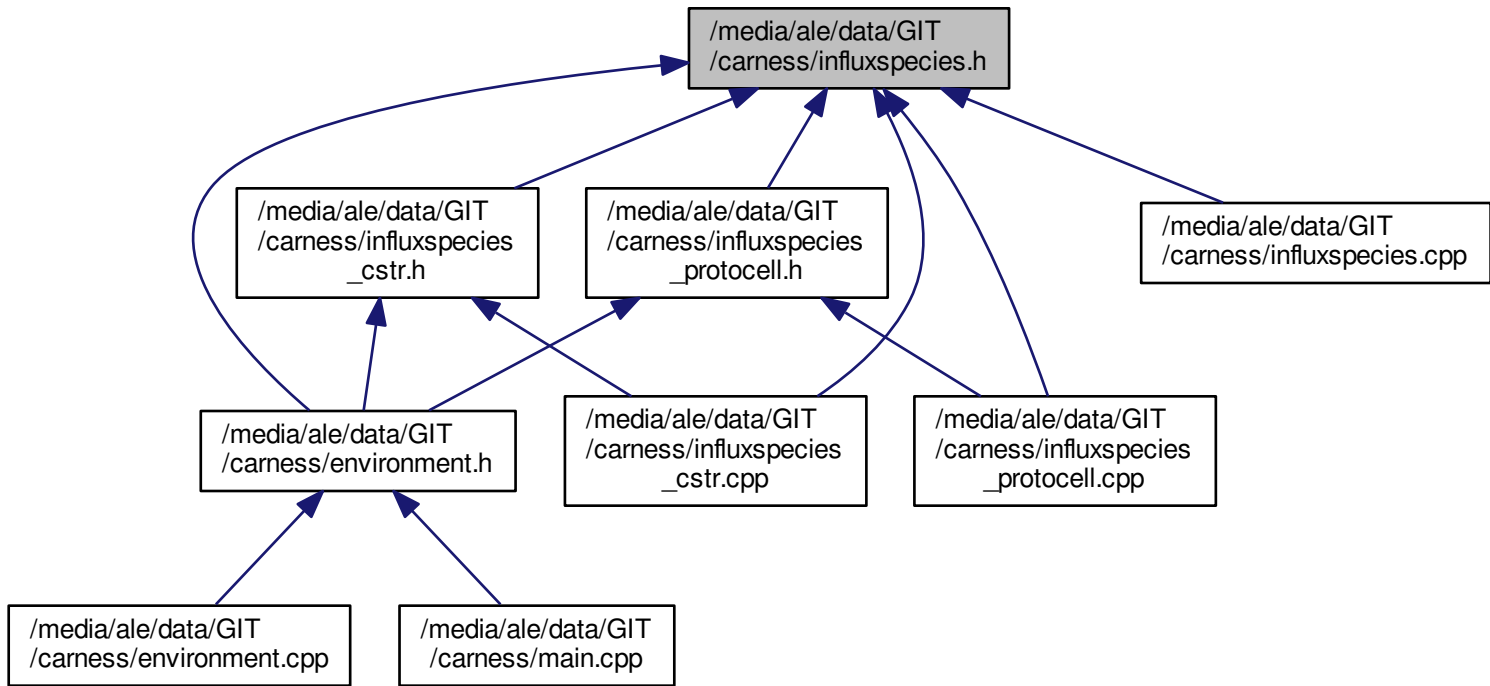 /media/ale/data/GIT
/carness/influxspecies.h
/media/ale/data/GIT
/carness/influxspecies
_cstr.h
/media/ale/data/GIT
/carness/influxspecies
_protocell.h
/media/ale/data/GIT
/carness/influxspecies.cpp
/media/ale/data/GIT
/carness/environment.h
/media/ale/data/GIT
/carness/influxspecies
_cstr.cpp
/media/ale/data/GIT
/carness/influxspecies
_protocell.cpp
/media/ale/data/GIT
/carness/environment.cpp
/media/ale/data/GIT
/carness/main.cpp